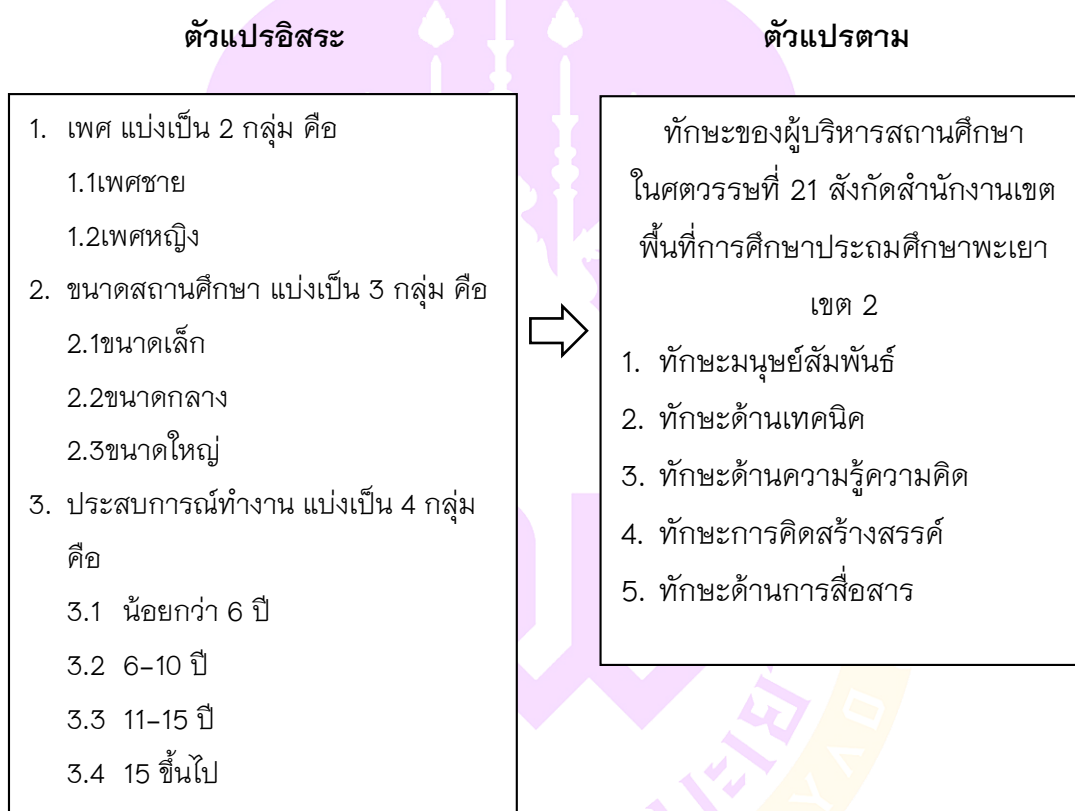 ตัวแปรอิสระ
1. เพศ แบ่งเป็น 2 กลุ่ม คือ
1.1เพศชาย
1.2เพศหญิง
2. ขนาดสถานศึกษา แบ่งเป็น 3 กลุ่ม คือ
2.1ขนาดเล็ก
2.2ขนาดกลาง
2.3ขนาดใหญ่
3. ประสบการณ์ทำงาน แบ่งเป็น 4 กลุ่ม
คือ
3.1 น้อยกว่า 6 ปี
3.2 6–10 ปี
3.3 11–15 ปี
3.4 15 ขึ้นไป
ตัวแปรตาม
ทักษะของผู้บริหารสถานศึกษา
ในศตวรรษที่ 21 สังกัดสำนักงานเขต
พื้นที่การศึกษาประถมศึกษาพะเยา
เขต 2
1. ทักษะมนุษย์สัมพันธ์
2. ทักษะด้านเทคนิค
3. ทักษะด้านความรู้ความคิด
4. ทักษะการคิดสร้างสรรค์
5. ทักษะด้านการสื่อสาร